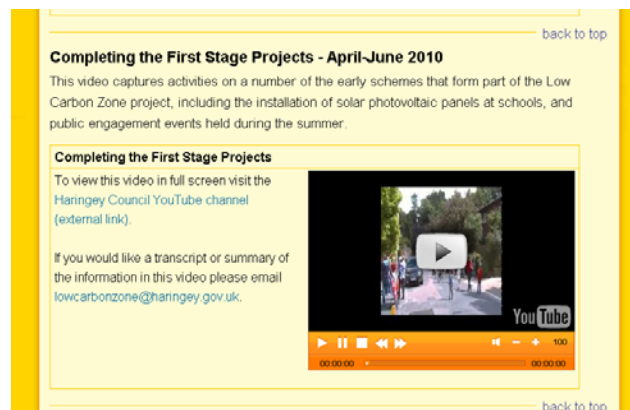 back to top
Completing the First Stage Projects - April-June 2010
This video captures activities on a number of the early schemes that form part of the Low
Carbon Zone project, including the installation of solar photovoltaic panels at schools, and
public engagement events held during the summer.
Completing the First Stage Projects
To view this video in full screen visit the
Haringey Council YouTube channel
(external link).
If you would like a transcript or summary of
the information in this video please email
lowcarbonzone@haringey.gov.uk.
YouTube
100
00:00:00 00:00:00
back to top